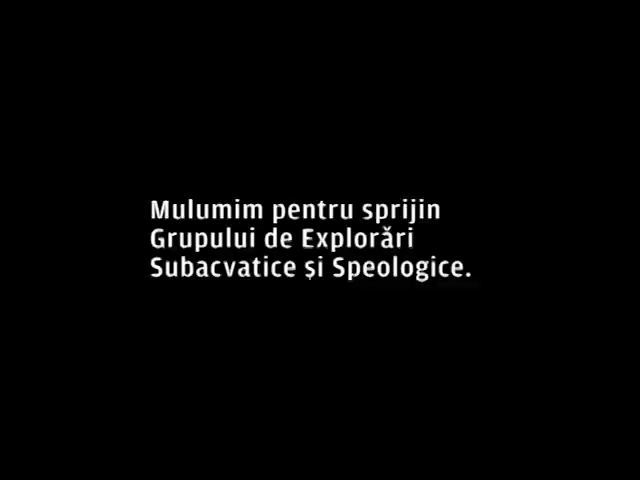 Mulumim pentru sprijin
Grupului de Explorări
Subacvatice și Speologice.